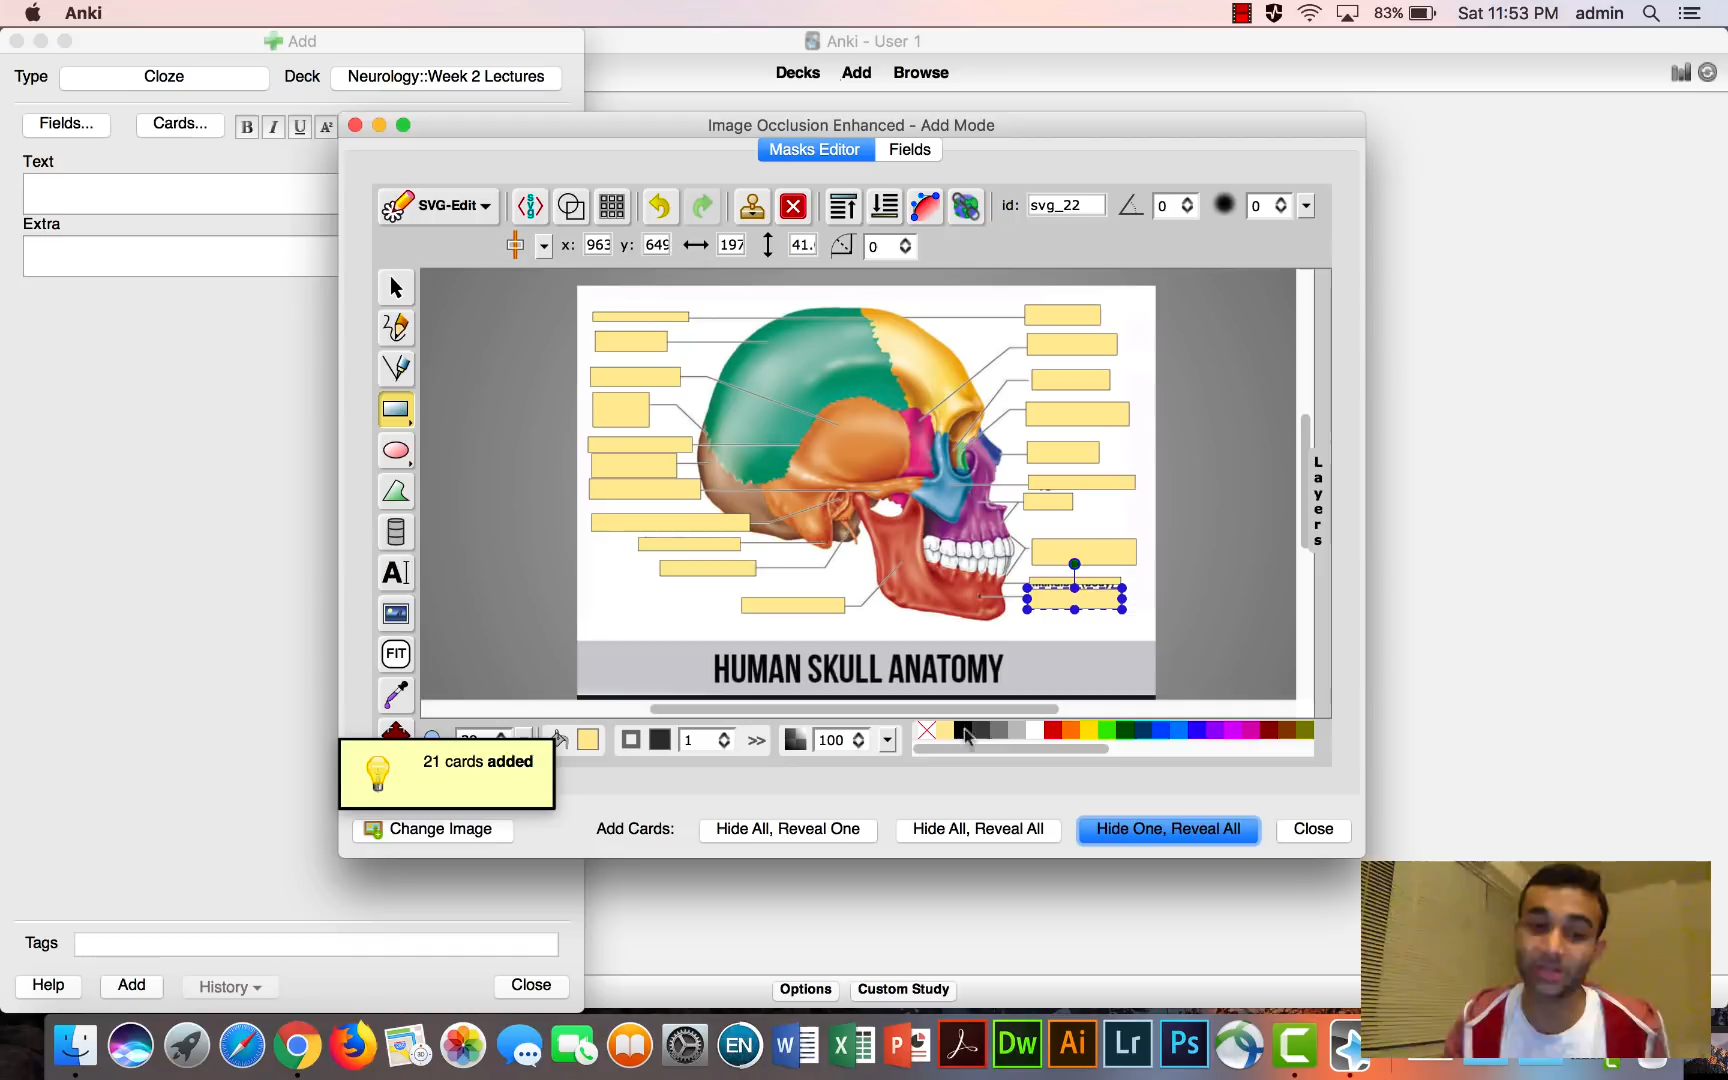 Anki
83%
Sat 11:53 PM
admin
Add
Anki - User 1
Type
Cloze
Deck
Neurology::Week 2 Lectures
Decks
Add
Browse
Fields...
Cards...
B
I
U
A²
Image Occlusion Enhanced - Add Mode
Masks Editor
Fields
Text
Extra
SVG-Edit
id:
svg_22
0
0
x:
963
y:
649
197
41.
0
Layers
A
FIT
HUMAN SKULL ANATOMY
1
>>
100
21 cards added
Change Image
Add Cards:
Hide All, Reveal One
Hide All, Reveal All
Hide One, Reveal All
Close
Tags
Help
Add
History
Close
Options
Custom Study
EN
W
X
P
Dw
Ai
Lr
Ps
C